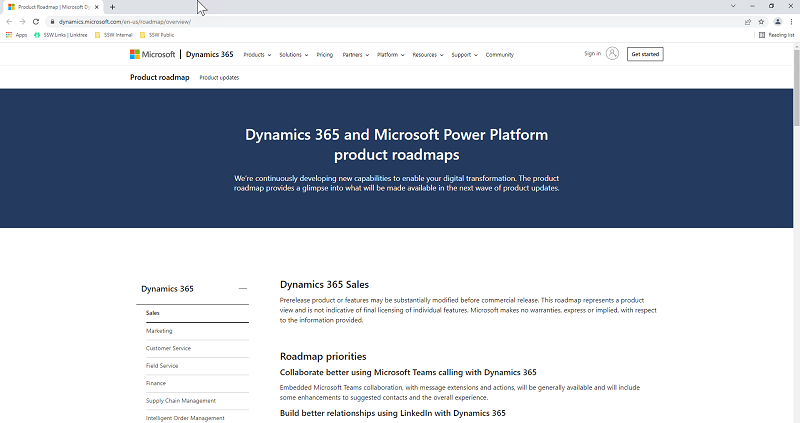 Product Roadmap | Microsoft Dy
dynamics.microsoft.com/en-us/roadmap/overview/
Apps SSW.Links | Linktree SSW Internal SSW Public Reading list
Microsoft Dynamics 365 Products Solutions Pricing Partners Platform Resources Support Community Sign in Get started
Product roadmap Product updates
Dynamics 365 and Microsoft Power Platform
product roadmaps
We're continuously developing new capabilities to enable your digital transformation. The product
roadmap provides a glimpse into what will be made available in the next wave of product updates.
Dynamics 365
Sales
Marketing
Customer Service
Field Service
Finance
Supply Chain Management
Intelligent Order Management
Dynamics 365 Sales
Prerelease product or features may be substantially modified before commercial release. This roadmap represents a product
view and is not indicative of final licensing of individual features. Microsoft makes no warranties, express or implied, with respect
to the information provided.
Roadmap priorities
Collaborate better using Microsoft Teams calling with Dynamics 365
Embedded Microsoft Teams collaboration, with message extensions and actions, will be generally available and will include
some enhancements to suggested contacts and the overall experience.
Build better relationships using LinkedIn with Dynamics 365